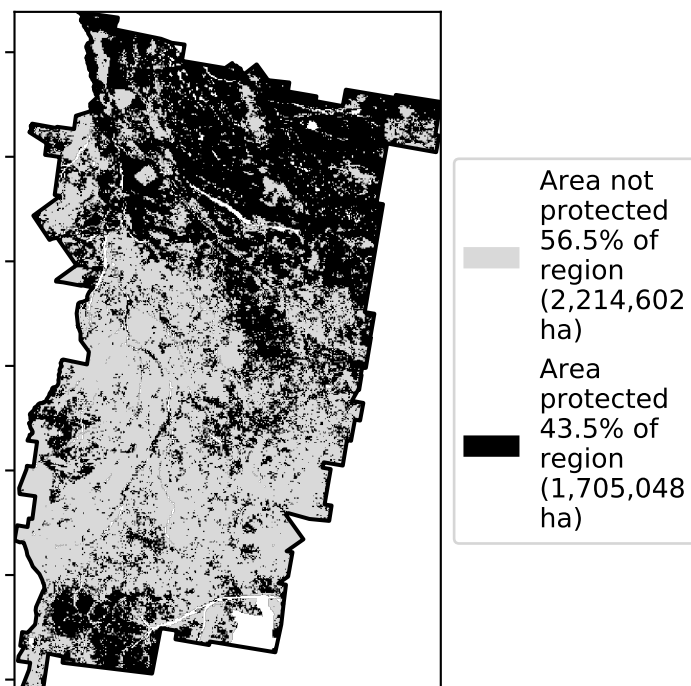 Area not
protected
56.5% of
region
(2,214,602
ha)
Area
protected
43.5% of
region
(1,705,048
ha)